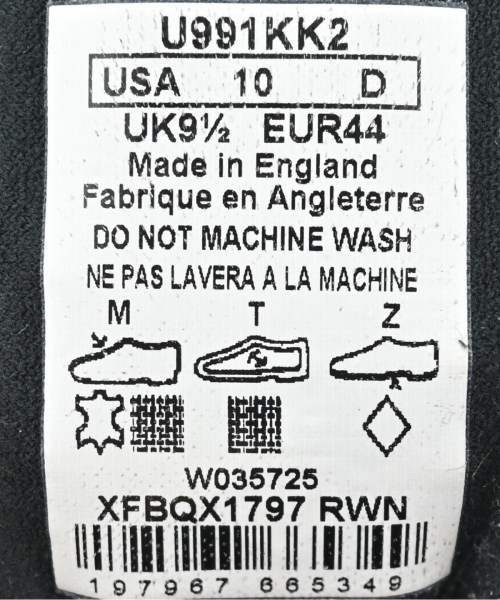 U991KK2
USA 10 D
UK9½ EUR44
Made in England
Fabrique en Angleterre
DO NOT MACHINE WASH
NE PAS LAVERA A LA MACHINE
M T Z
W035725
XFBQX1797 RWN
197967 665349